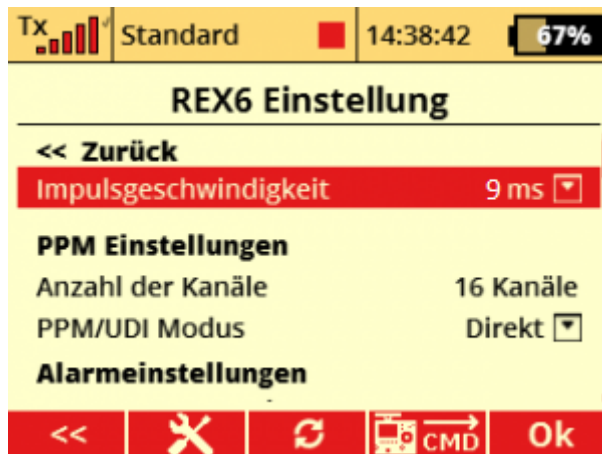 Tx Standard 14:38:42 67%
REX6 Einstellung
<< Zurück
Impulsgeschwindigkeit 9 ms
PPM Einstellungen
Anzahl der Kanäle 16 Kanäle
PPM/UDI Modus Direkt
Alarmeinstellungen
<< CMD Ok